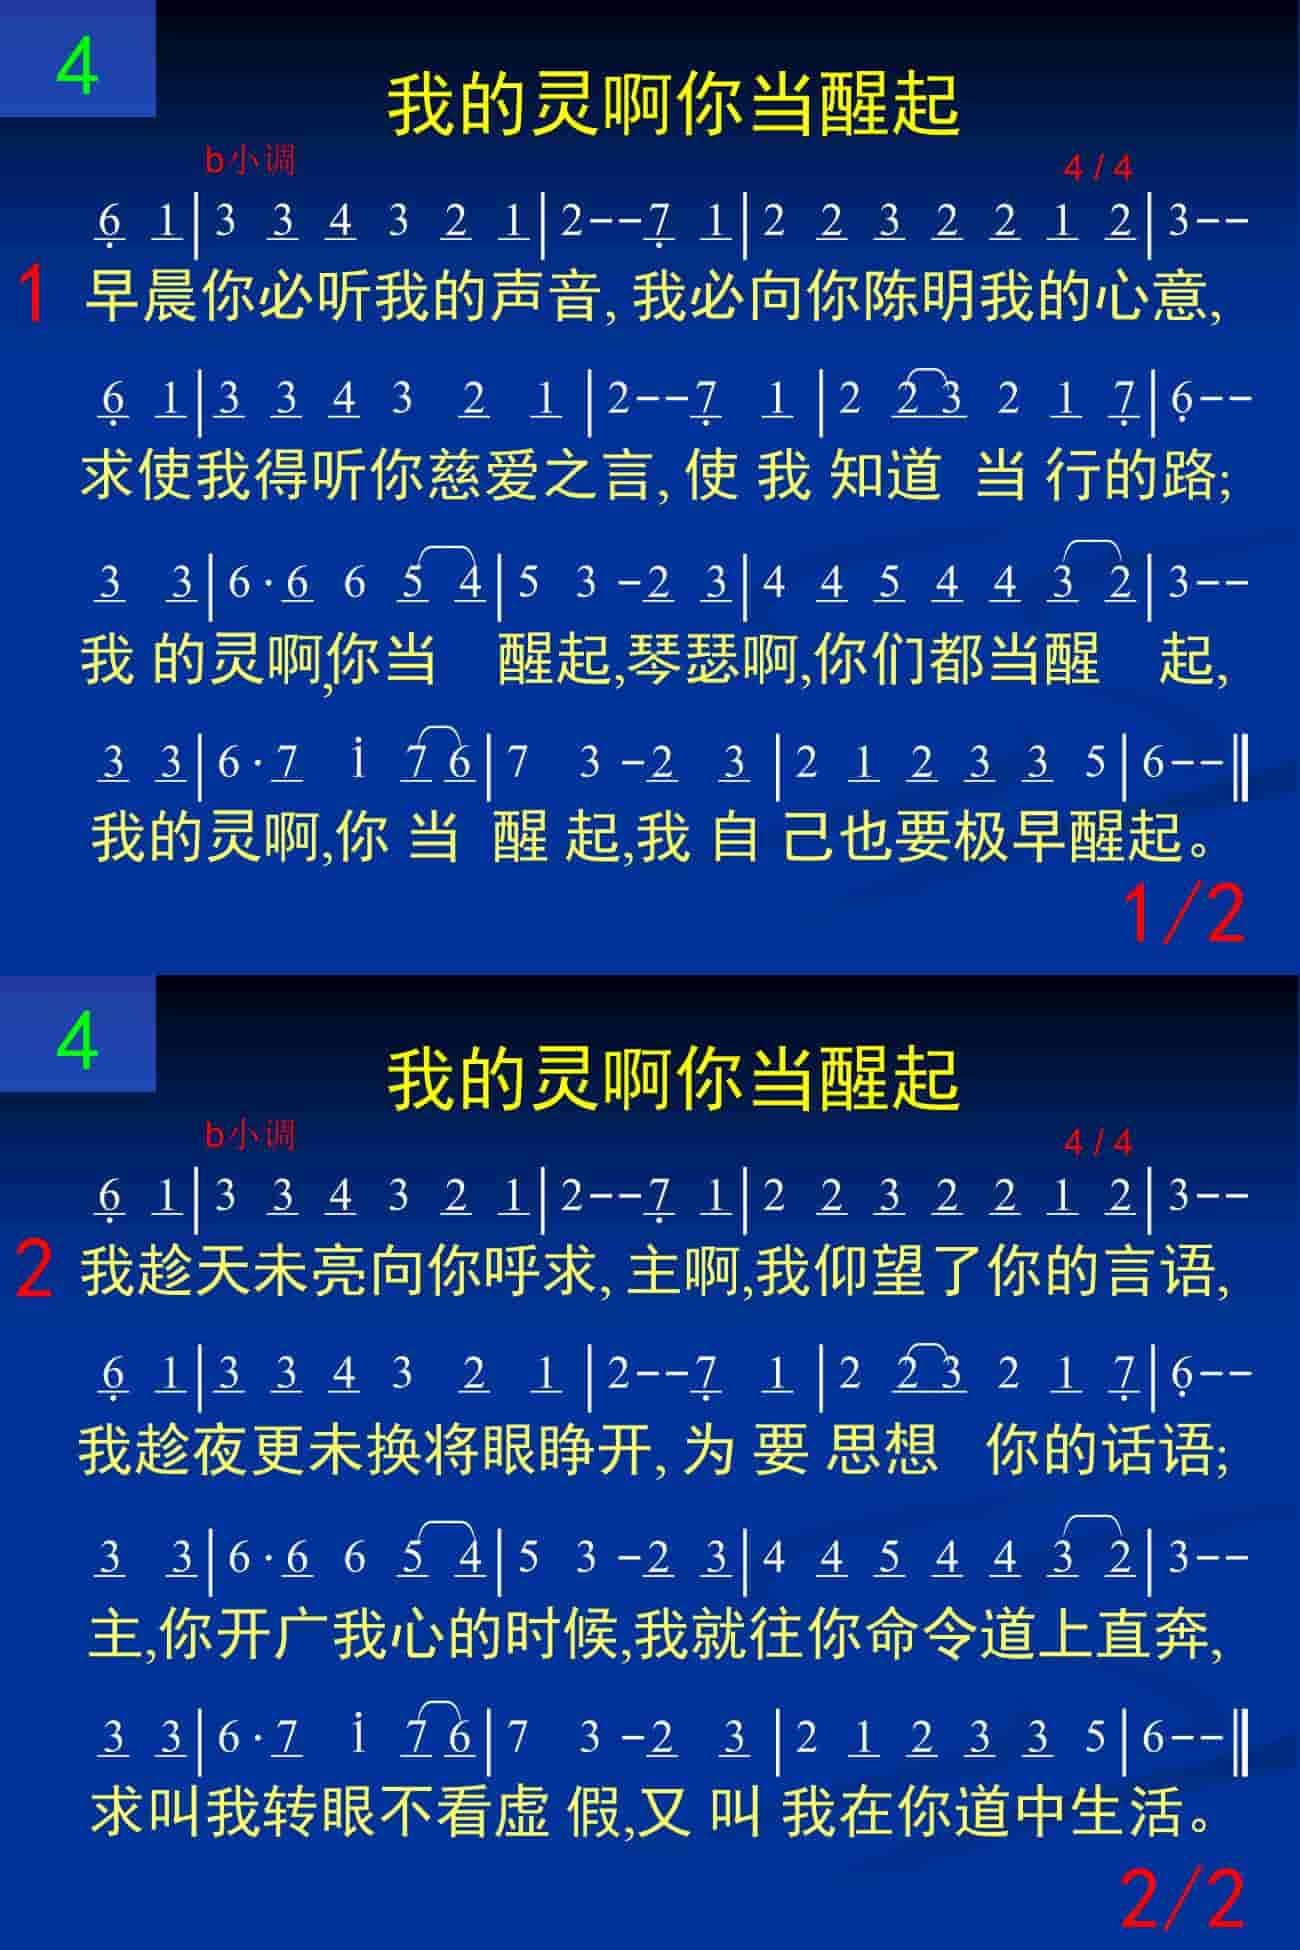 4
我的灵啊你当醒起
b小调 4/4
6 1|3 3 4 3 2 1|2--7 1|2 2 3 2 2 1 2|3--
1 早晨你必听我的声音, 我必向你陈明我的心意,
6 1|3 3 4 3 2 1|2--7 1|2 2 3 2 1 7|6--
求使我得听你慈爱之言, 使我知道 当行的路;
3 3|6·6 6 5 4|5 3 -2 3|4 4 5 4 4 3 2|3--
我的灵啊,你当 醒起,琴瑟啊,你们都当醒 起,
3 3|6·7 i 7 6|7 3 -2 3|2 1 2 3 3 5|6--‖
我的灵啊,你当 醒起,我自己也要极早醒起。
1/2
4
我的灵啊你当醒起
b小调 4/4
6 1|3 3 4 3 2 1|2--7 1|2 2 3 2 2 1 2|3--
2 我趁天未亮向你呼求, 主啊,我仰望了你的言语,
6 1|3 3 4 3 2 1|2--7 1|2 2 3 2 1 7|6--
我趁夜更未换将眼睁开, 为要思想 你的话语;
3 3|6·6 6 5 4|5 3 -2 3|4 4 5 4 4 3 2|3--
主,你开广我心的时候,我就往你命令道上直奔,
3 3|6·7 i 7 6|7 3 -2 3|2 1 2 3 3 5|6--‖
求叫我转眼不看虚假,又叫我在你道中生活。
2/2